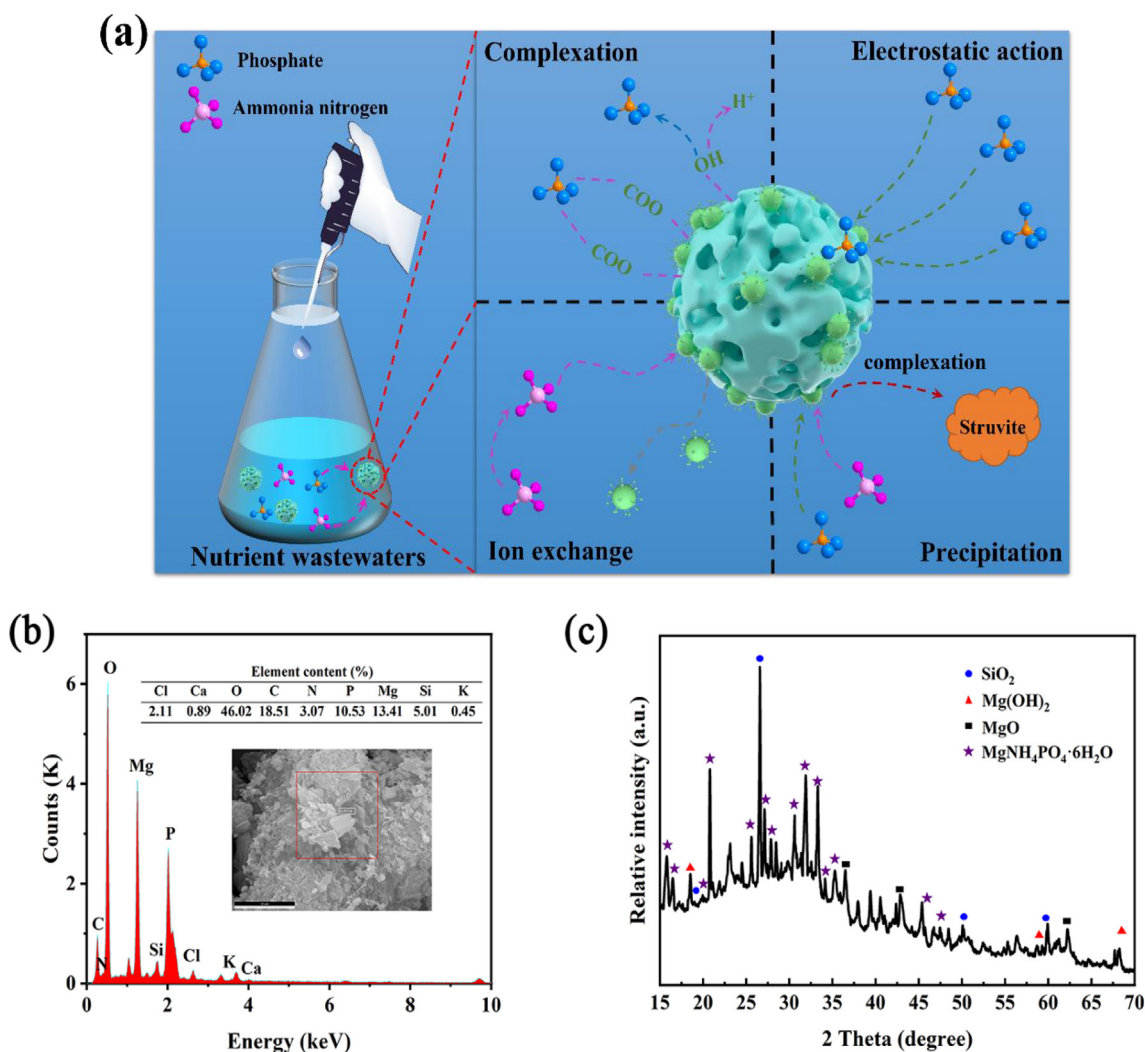 (a)
Phosphate
Ammonia nitrogen
Nutrient wastewaters
Complexation
Electrostatic action
H⁺
OH
COO
COO
complexation
Struvite
Ion exchange
Precipitation
(b)
Element content (%)
Cl Ca O C N P Mg Si K
2.11 0.89 46.02 18.51 3.07 10.53 13.41 5.01 0.45
O
Mg
P
C
N
Si
Cl
K
Ca
6
4
2
0
Counts (K)
0 2 4 6 8 10
Energy (keV)
(c)
SiO₂
Mg(OH)₂
MgO
MgNH₄PO₄·6H₂O
Relative intensity (a.u.)
15 20 25 30 35 40 45 50 55 60 65 70
2 Theta (degree)